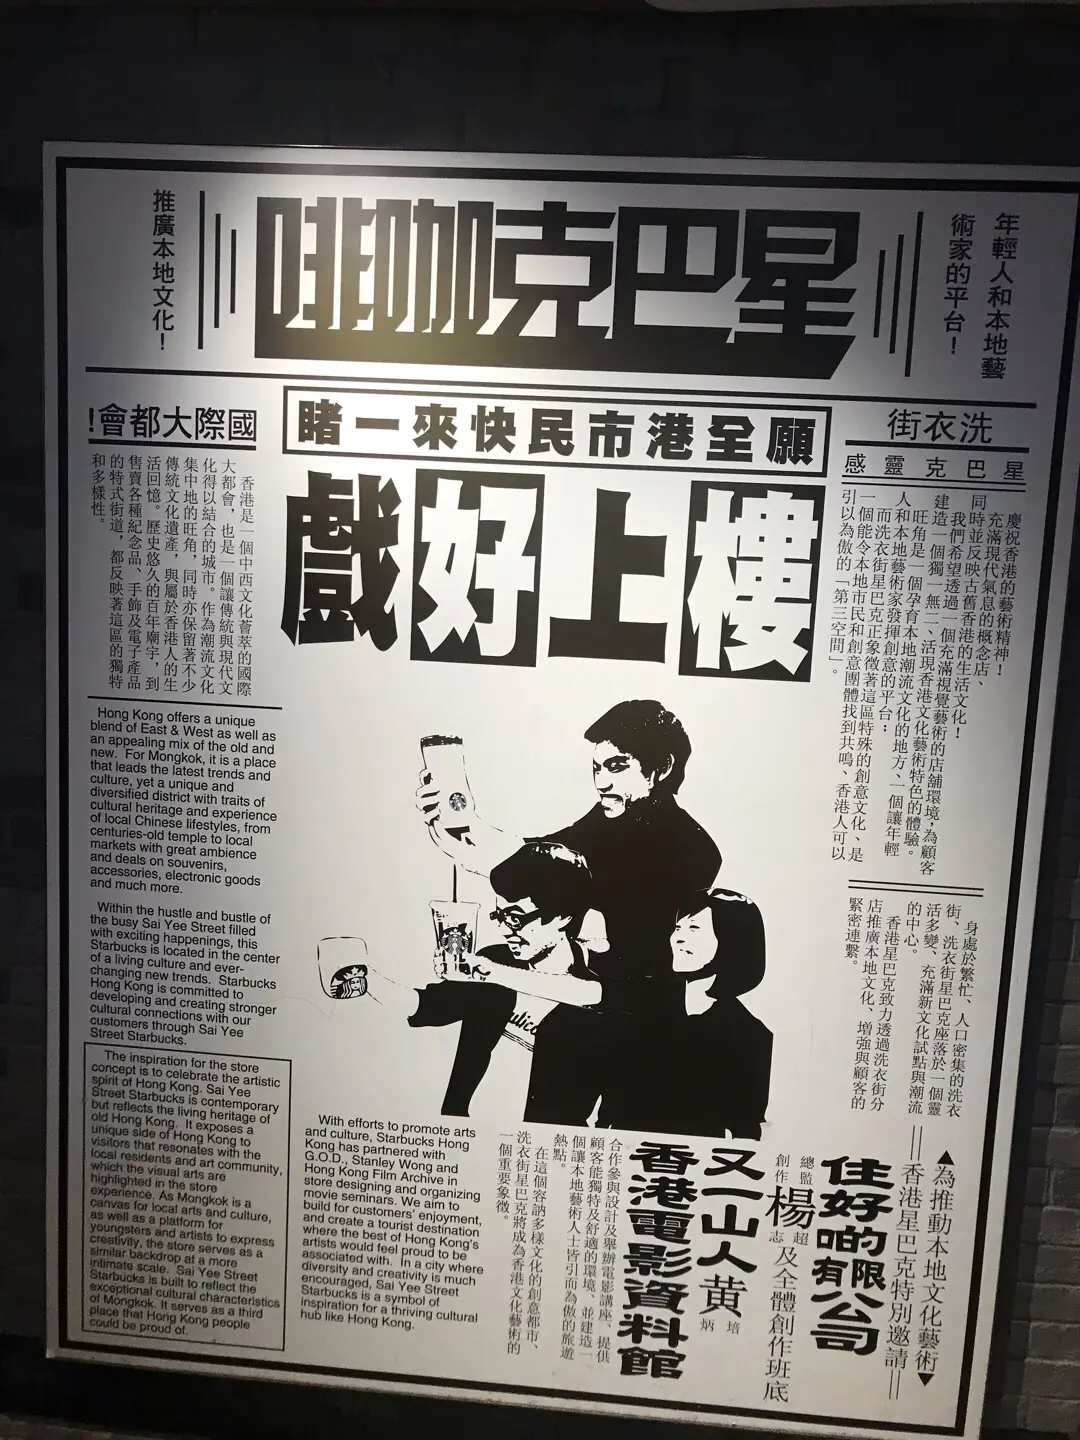 年輕人和本地藝
術家的平台！
星巴克咖啡
推廣本地文化！
願全港市民快來一睹
樓上好戲
洗衣街
星巴克靈感
慶祝香港的藝術精神！
充滿現代氣息的概念店、
同時並反映古舊香港的生活文化！
我們希望透過一個充滿視覺藝術的店舖環境，為顧客
建造一個獨一無二、活現香港文化藝術特色的體驗。
旺角是一個孕育本地潮流文化的地方、一個讓年輕
人和本地藝術家發揮創意的平台；
而洗衣街星巴克正象徵著這區特殊的創意文化、是
一個能令本地市民和創意團體找到共鳴、香港人可以
引以為傲的「第三空間」。
身處於繁忙、人口密集的洗衣
街、洗衣街星巴克座落於一個靈
活多變、充滿新文化試點與潮流
的中心。
香港星巴克致力透過洗衣街分
店推廣本地文化、增強與顧客的
緊密連繫。
國際大都會！
香港是一個中西文化薈萃的國際
大都會，也是一個讓傳統與現代文
化得以結合的城市。作為潮流文化
集中地的旺角，同時亦保留著不少
傳統文化遺產，與屬於香港人的生
活回憶。歷史悠久的百年廟宇，到
售賣各種紀念品、手飾及電子產品
的特式街道，都反映著這區的獨特
和多樣性。
Hong Kong offers a unique
blend of East & West as well as
an appealing mix of the old and
new. For Mongkok, it is a place
that leads the latest trends and
culture, yet a unique and
diversified district with traits of
cultural heritage and experience
of local Chinese lifestyles, from
centuries-old temple to local
markets with great ambience
and deals on souvenirs,
accessories, electronic goods
and much more.
Within the hustle and bustle of
the busy Sai Yee Street filled
with exciting happenings, this
Starbucks is located in the center
of a living culture and ever-
changing new trends. Starbucks
Hong Kong is committed to
developing and creating stronger
cultural connections with our
customers through Sai Yee
Street Starbucks.
The inspiration for the store
concept is to celebrate the artistic
spirit of Hong Kong. Sai Yee
Street Starbucks is contemporary
but reflects the living heritage of
old Hong Kong. It exposes a
unique side of Hong Kong to
visitors that resonates with the
local residents and art community,
which the visual arts are
highlighted in the store
experience. As Mongkok is a
canvas for local arts and culture,
as well as a platform for
youngsters and artists to express
creativity, the store serves as a
similar backdrop at a more
intimate scale. Sai Yee Street
Starbucks is built to reflect the
exceptional cultural characteristics
of Mongkok. It serves as a third
place that Hong Kong people
could be proud of.
With efforts to promote arts
and culture, Starbucks Hong
Kong has partnered with
G.O.D., Stanley Wong and
Hong Kong Film Archive in
store designing and organizing
movie seminars. We aim to
build for customers' enjoyment,
and create a tourist destination
where the best of Hong Kong's
artists would feel proud to be
associated with. In a city where
diversity and creativity is much
encouraged, Sai Yee Street
Starbucks is a symbol of
inspiration for a thriving cultural
hub like Hong Kong.
▲為推動本地文化藝術▼
香港星巴克特別邀請
住好啲有限公司
創作總監 楊志超 及全體創作班底
又一山人 黃炳培
香港電影資料館
合作參與設計及舉辦電影講座、提供
顧客能獨特及舒適的環境、並建造一
個讓本地藝術人士皆引而為傲的旅遊
熱點。
在這個容納多樣文化的創意都市、
洗衣街星巴克將成為香港文化藝術的
一個重要象徵。